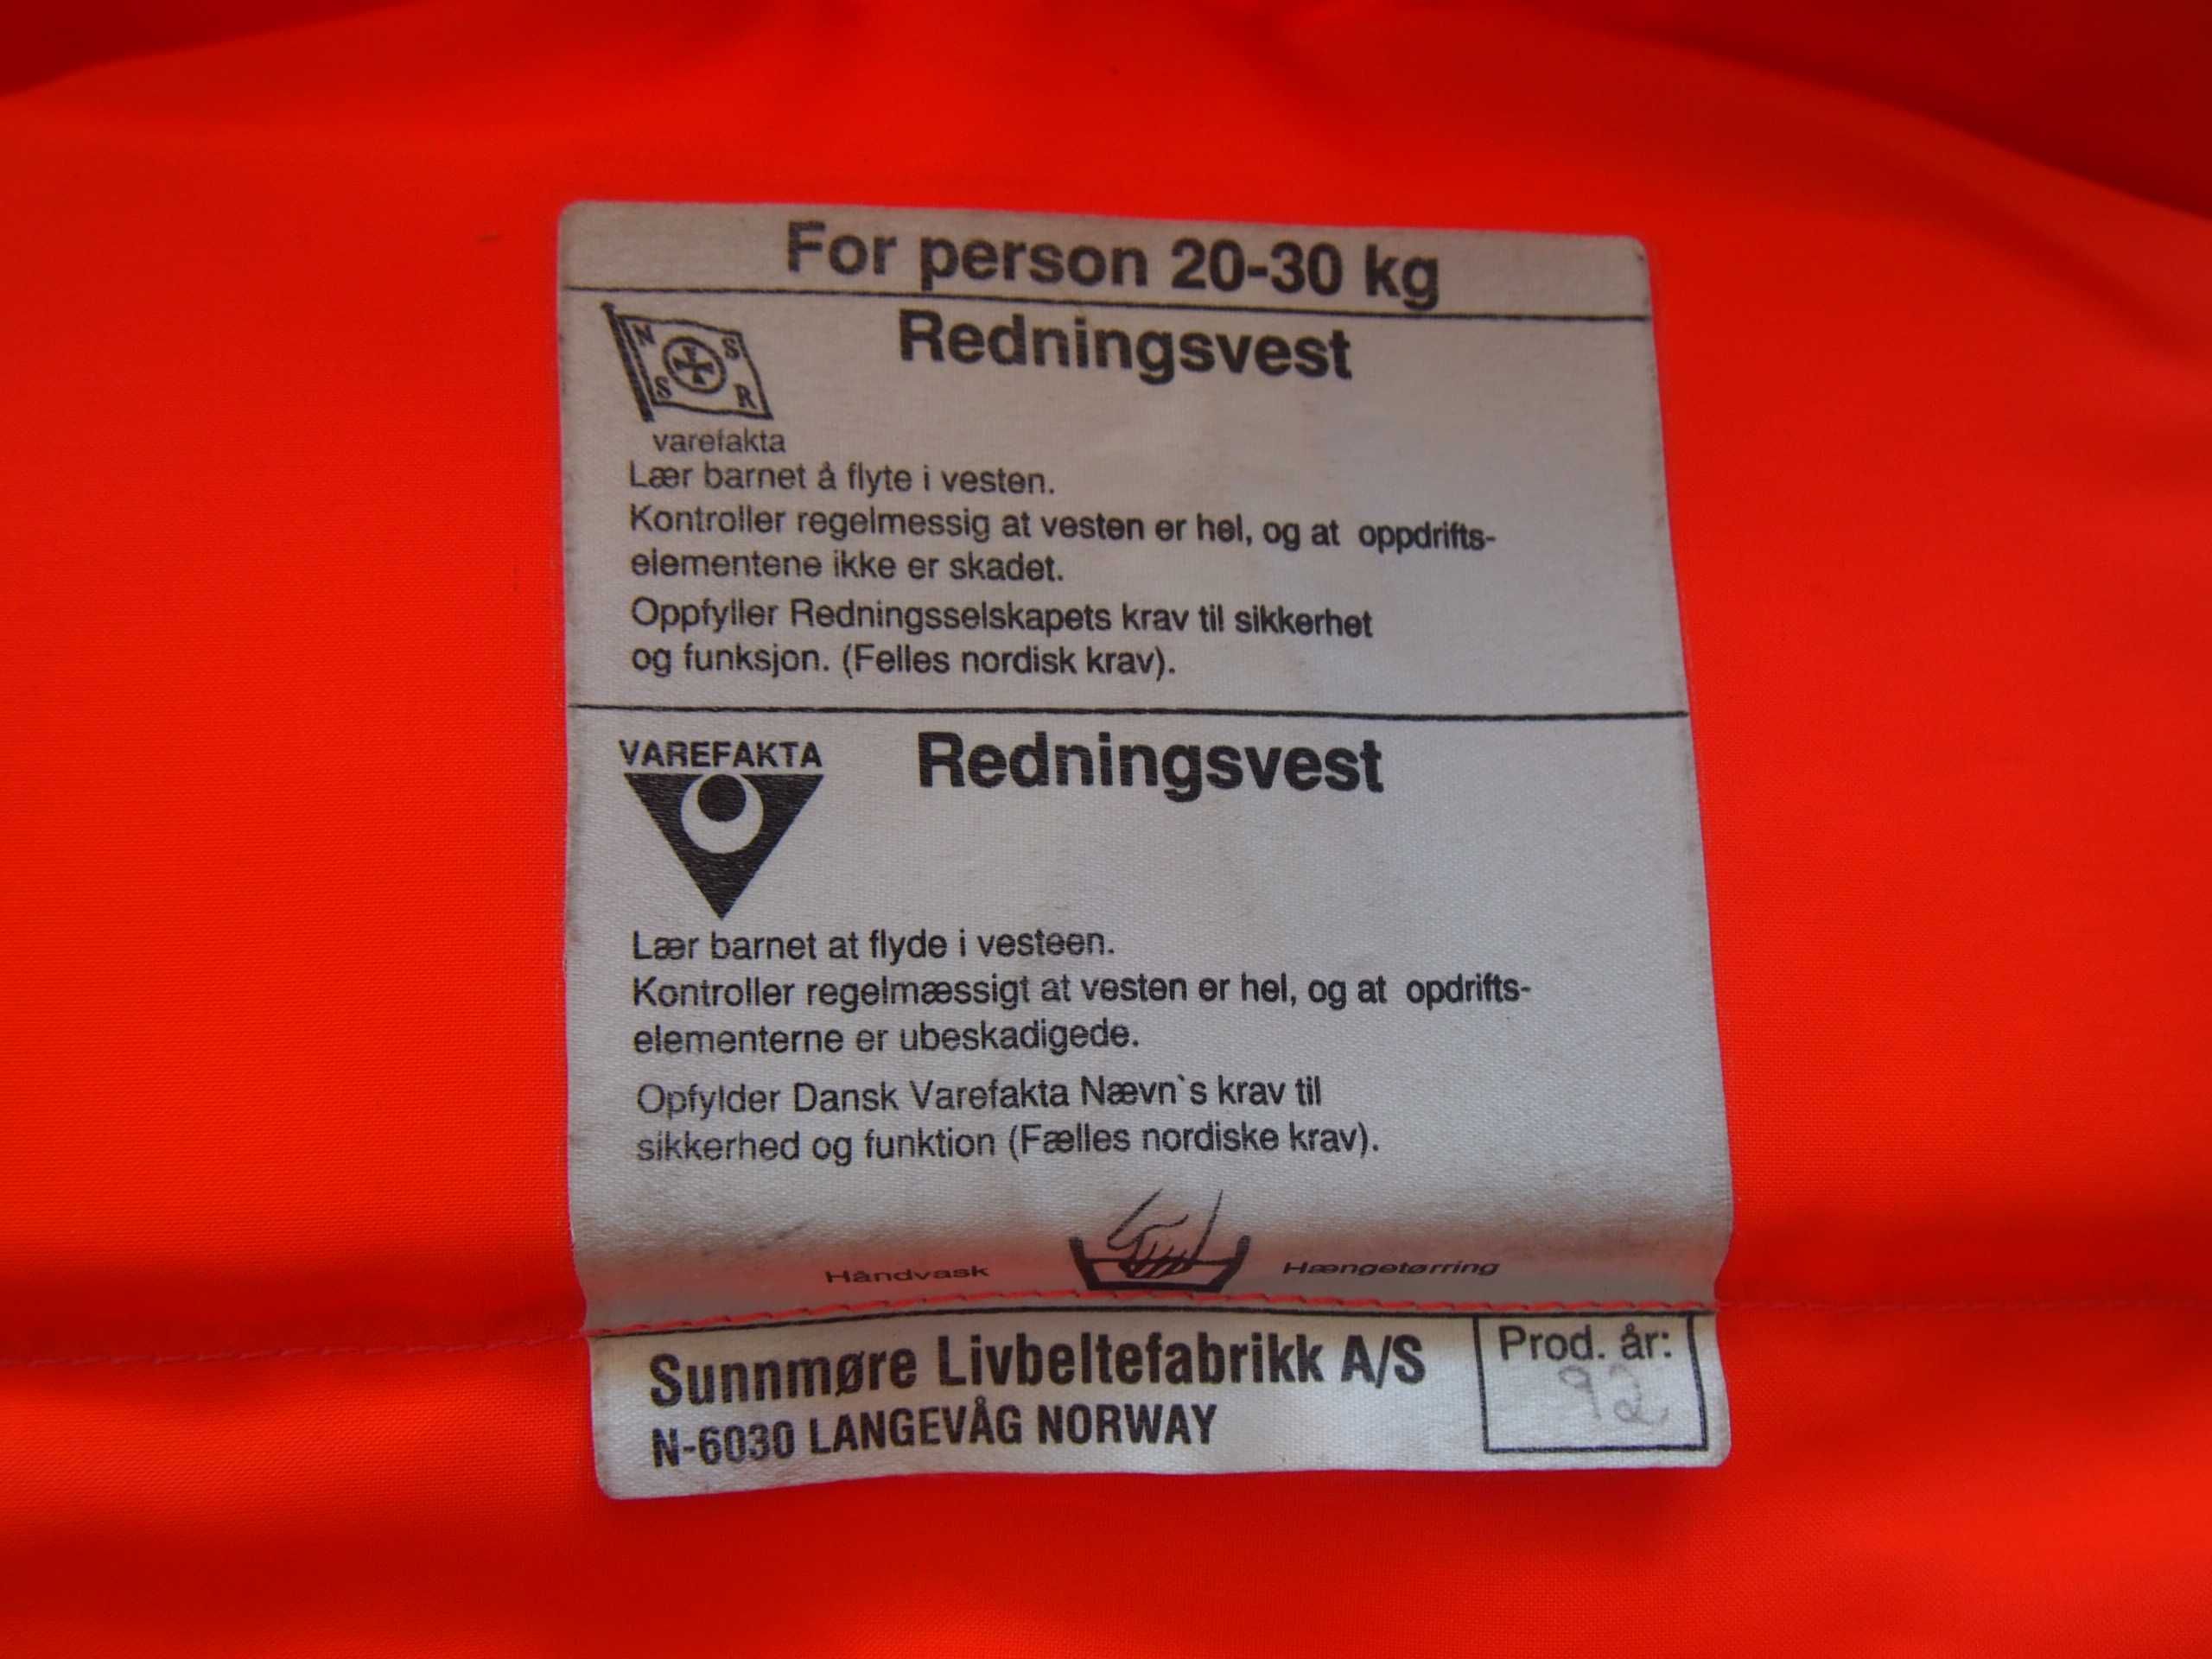 For person 20-30 kg
N S
S R
Redningsvest
varefakta
Lær barnet å flyte i vesten.
Kontroller regelmessig at vesten er hel, og at oppdrifts-
elementene ikke er skadet.
Oppfyller Redningsselskapets krav til sikkerhet
og funksjon. (Felles nordisk krav).
VAREFAKTA
Redningsvest
Lær barnet at flyde i vesteen.
Kontroller regelmæssigt at vesten er hel, og at opdrifts-
elementerne er ubeskadigede.
Opfylder Dansk Varefakta Nævn`s krav til
sikkerhed og funktion (Fælles nordiske krav).
Håndvask Hængetørring
Sunnmøre Livbeltefabrikk A/S
N-6030 LANGEVÅG NORWAY
Prod. år:
92